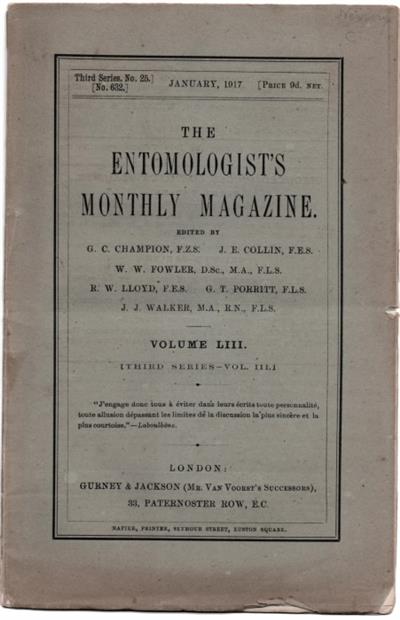 Third Series. No. 25.]
[No. 632.]
JANUARY, 1917
[PRICE 9d. NET.
THE
ENTOMOLOGIST'S
MONTHLY MAGAZINE.
EDITED BY
G. C. CHAMPION, F.Z.S. J. E. COLLIN, F.E.S.
W. W. FOWLER, D.Sc., M.A., F.L.S.
R. W. LLOYD, F.E.S. G. T. PORRITT, F.L.S.
J. J. WALKER, M.A., R.N., F.L.S.
VOLUME LIII.
[THIRD SERIES—VOL. III.]
"J'engage donc tous à éviter dans leurs écrits toute personnalité,
toute allusion dépassant les limites de la discussion la plus sincère et la
plus courtoise."—Laboulbène.
LONDON:
GURNEY & JACKSON (MR. VAN VOORST'S SUCCESSORS),
33, PATERNOSTER ROW, E.C.
NAPIER, PRINTER, SEYMOUR STREET, EUSTON SQUARE.